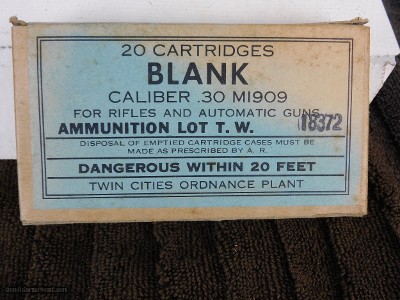 20 CARTRIDGES
BLANK
CALIBER .30 M1909
FOR RIFLES AND AUTOMATIC GUNS
AMMUNITION LOT T. W. 18372
DISPOSAL OF EMPTIED CARTRIDGE CASES MUST BE
MADE AS PRESCRIBED BY A. R.
DANGEROUS WITHIN 20 FEET
TWIN CITIES ORDNANCE PLANT